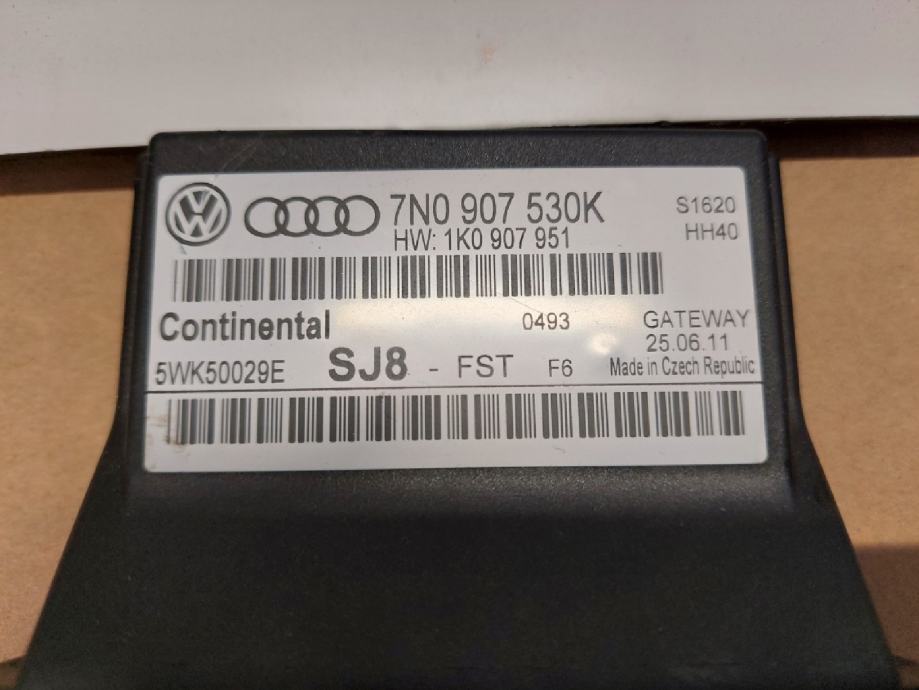 7N0 907 530K
S1620
HW: 1K0 907 951
HH40
Continental 0493 GATEWAY
25.06.11
5WK50029E SJ8 - FST F6 Made in Czech Republic